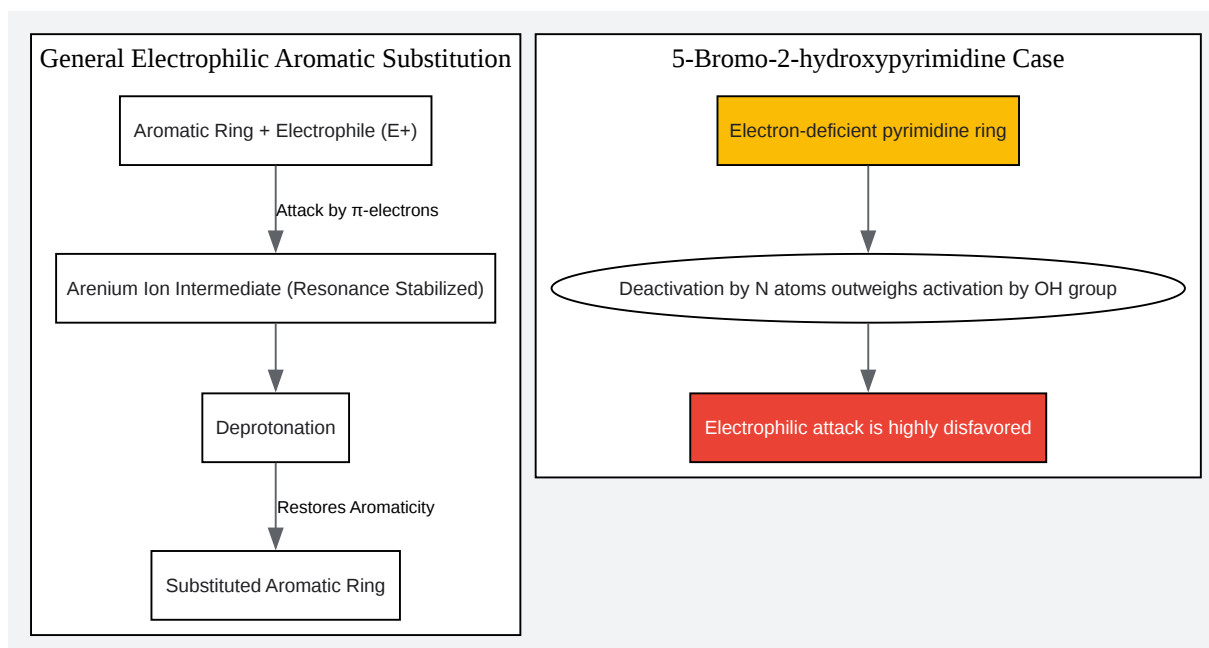 General Electrophilic Aromatic Substitution
Aromatic Ring + Electrophile (E+)
Attack by π-electrons
Arenium Ion Intermediate (Resonance Stabilized)
Deprotonation
Restores Aromaticity
Substituted Aromatic Ring
5-Bromo-2-hydroxypyrimidine Case
Electron-deficient pyrimidine ring
Deactivation by N atoms outweighs activation by OH group
Electrophilic attack is highly disfavored